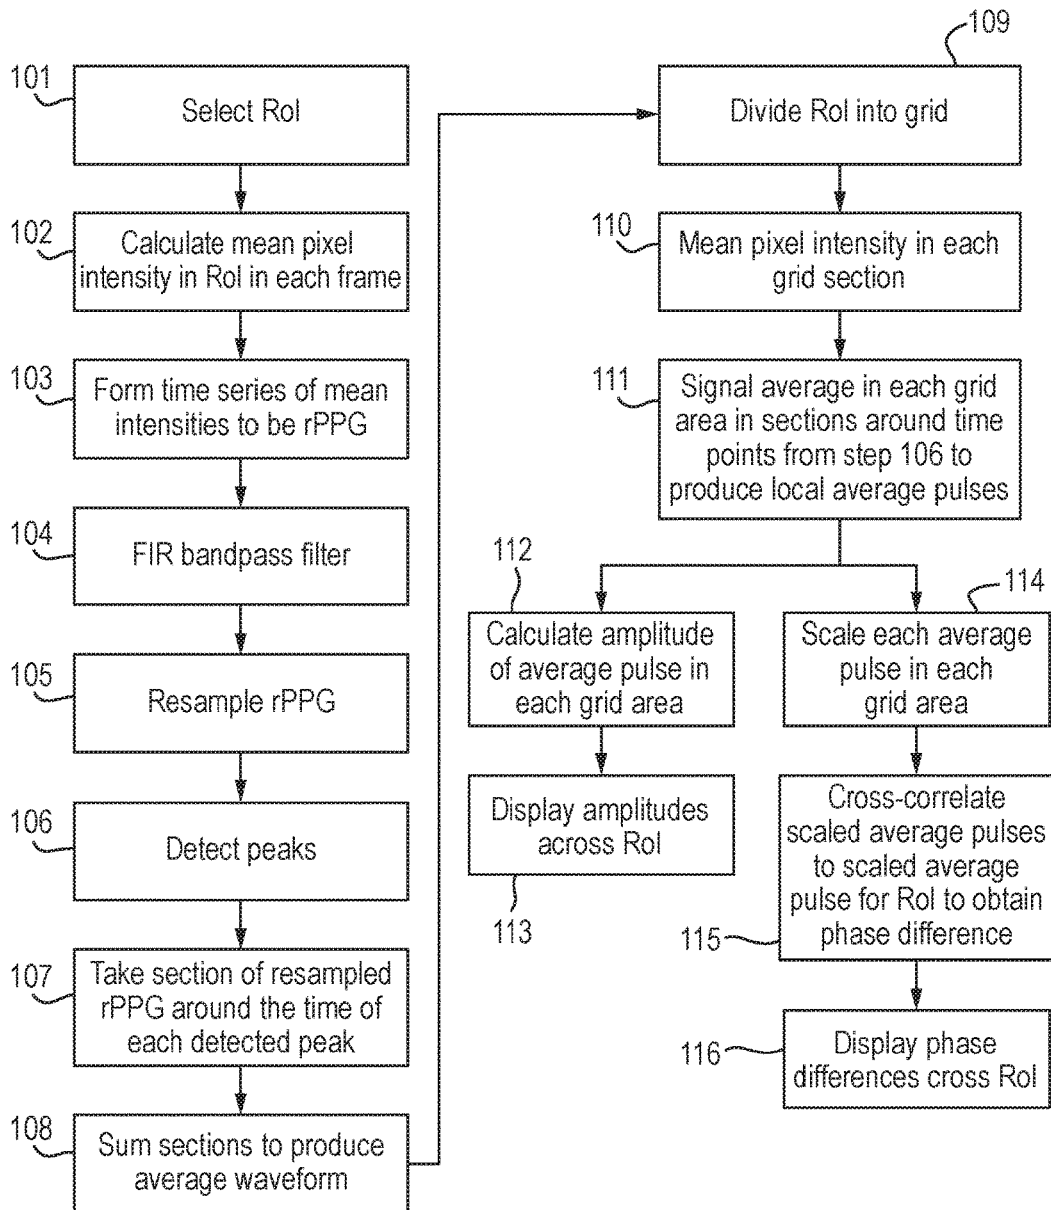 101
Select RoI
102
Calculate mean pixel
intensity in RoI in each frame
103
Form time series of mean
intensities to be rPPG
104
FIR bandpass filter
105
Resample rPPG
106
Detect peaks
107
Take section of resampled
rPPG around the time of
each detected peak
108
Sum sections to produce
average waveform
109
Divide RoI into grid
110
Mean pixel intensity in each
grid section
111
Signal average in each grid
area in sections around time
points from step 106 to
produce local average pulses
112
Calculate amplitude
of average pulse in
each grid area
Display amplitudes
across RoI
113
114
Scale each average
pulse in each
grid area
Cross-correlate
scaled average pulses
to scaled average
pulse for RoI to obtain
phase difference
115
116
Display phase
differences cross RoI